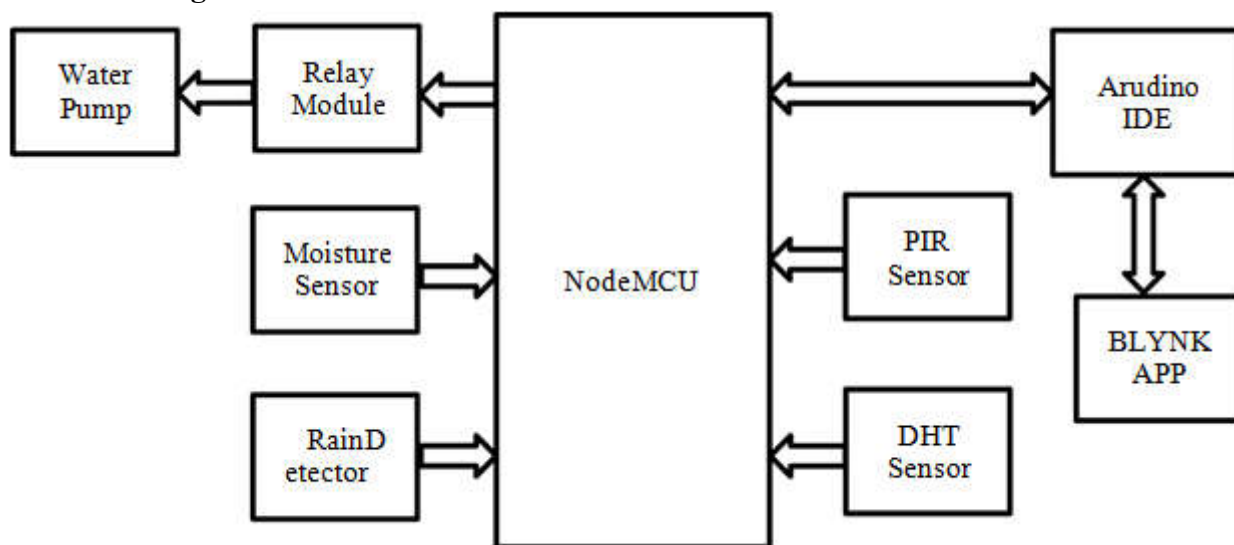 g
Water
Pump
Relay
Module
Moisture
Sensor
RainD
etector
NodeMCU
Arudino
IDE
PIR
Sensor
BLYNK
APP
DHT
Sensor